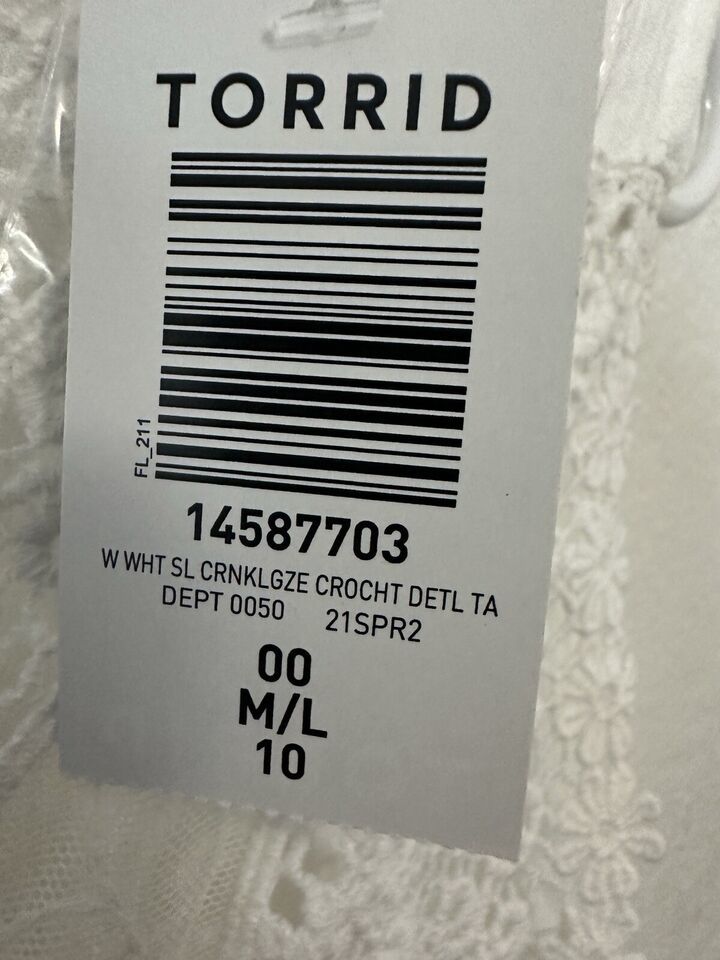 TORRID
FL_211
14587703
W WHT SL CRNKLGZE CROCHT DETL TA
DEPT 0050 21SPR2
00
M/L
10